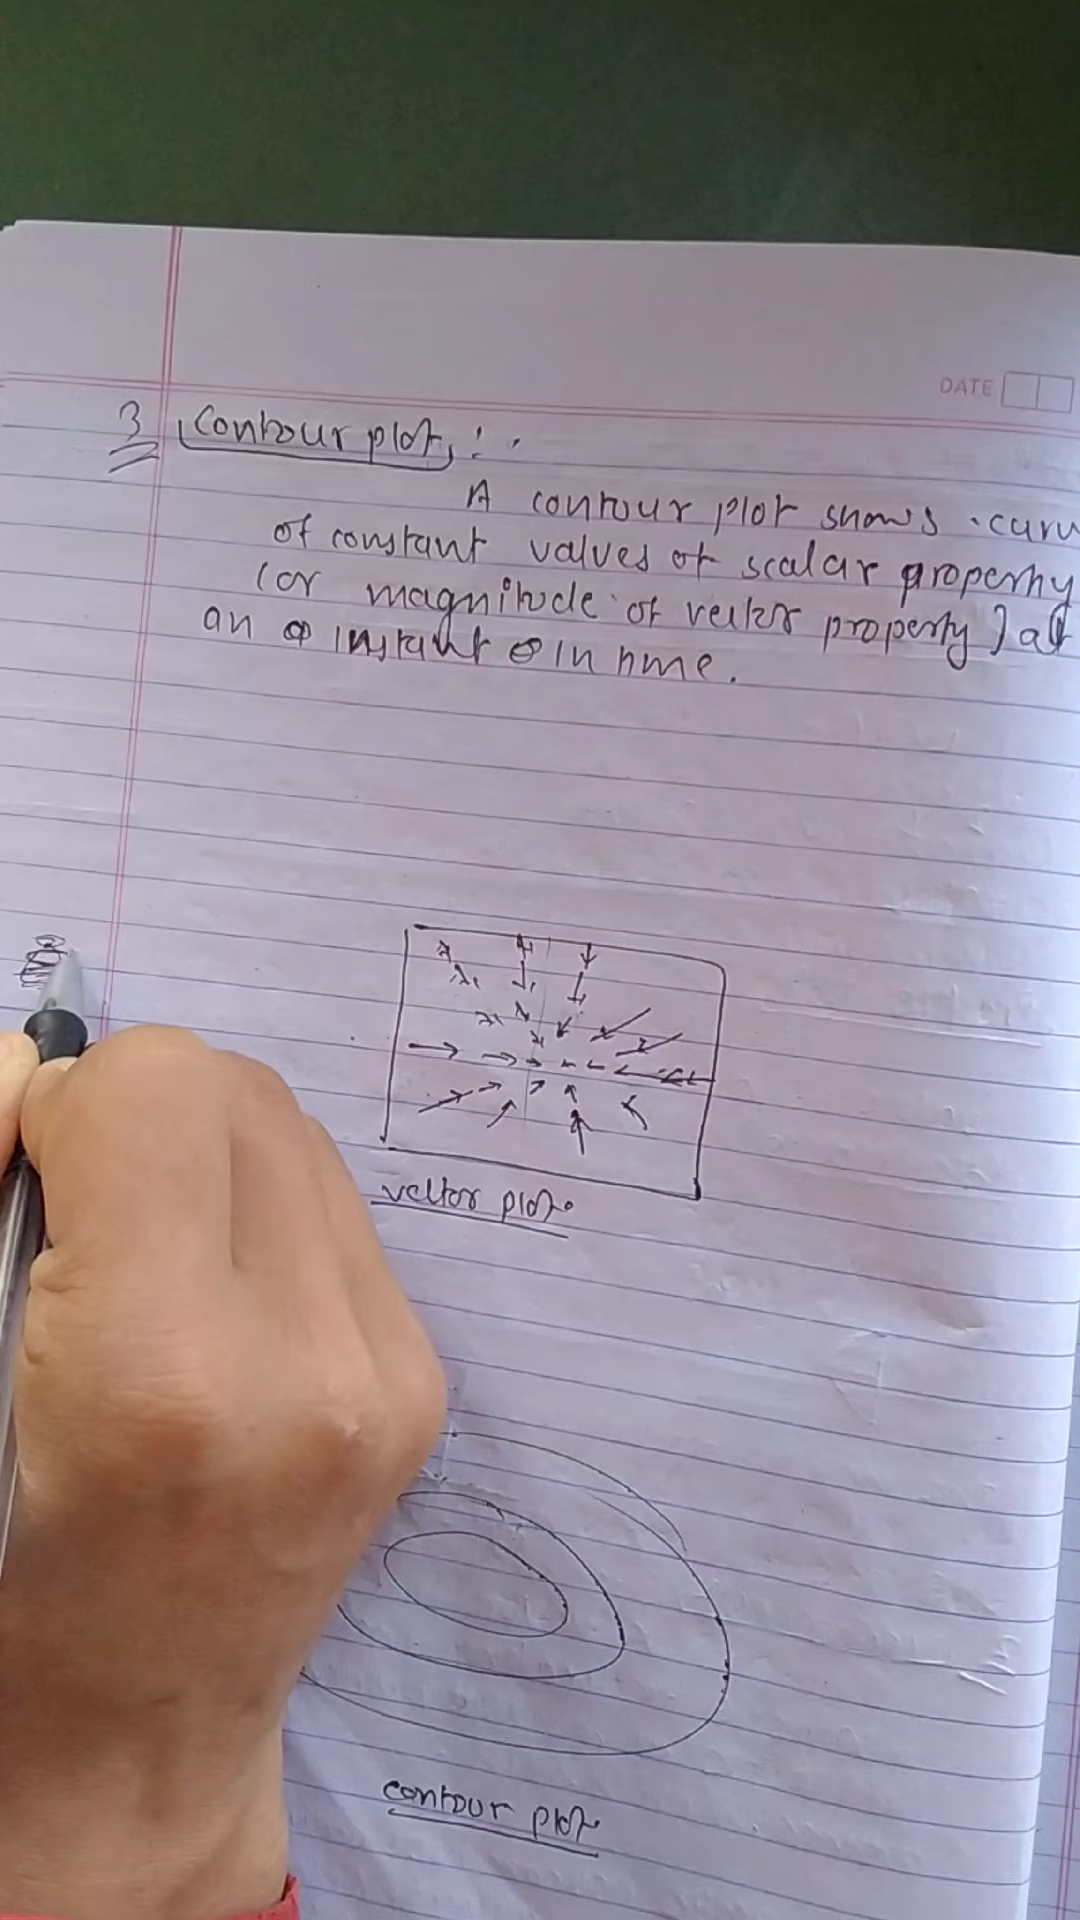 DATE
3 Contour plot :.
A contour plot shows curv
of constant values of scalar property
(or magnitude of vector property) at
an instant in time.
vector plot.
contour plot